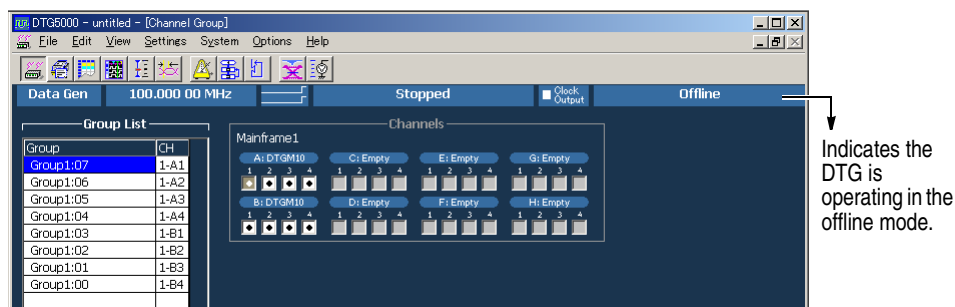 DTG5000 - untitled - [Channel Group]
File Edit View Settings System Options Help
Data Gen 100.000 00 MHz Stopped Clock Output Offline
Group List
Group CH
Group1:07 1-A1
Group1:06 1-A2
Group1:05 1-A3
Group1:04 1-A4
Group1:03 1-B1
Group1:02 1-B2
Group1:01 1-B3
Group1:00 1-B4
Channels
Mainframe1
A: DTGM10 C: Empty E: Empty G: Empty
1 2 3 4 1 2 3 4 1 2 3 4 1 2 3 4
B: DTGM10 D: Empty F: Empty H: Empty
1 2 3 4 1 2 3 4 1 2 3 4 1 2 3 4
Indicates the
DTG is
operating in the
offline mode.